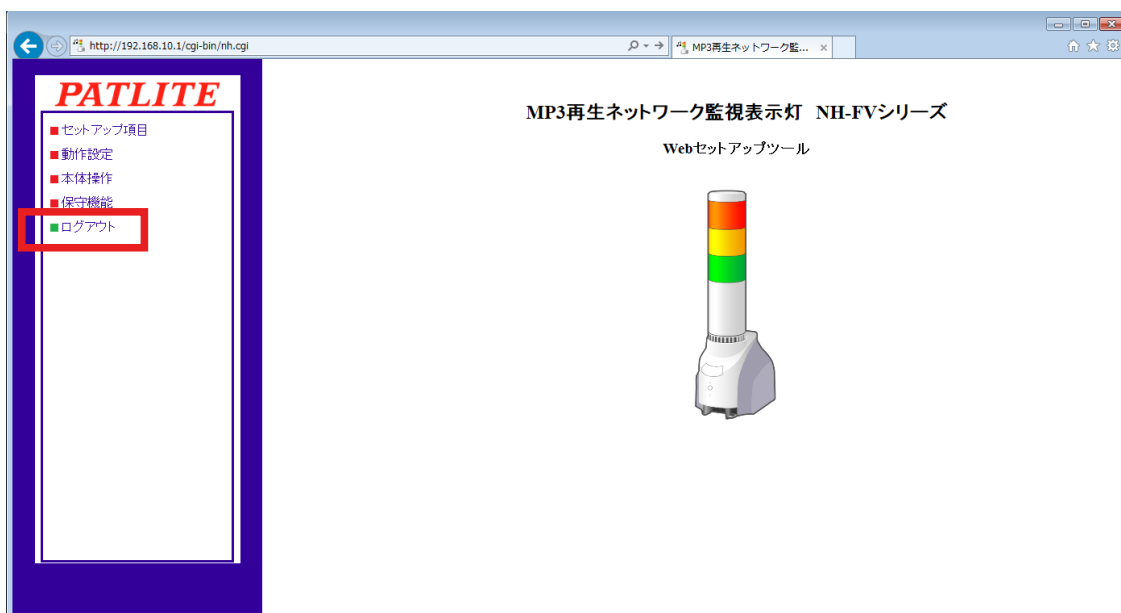 http://192.168.10.1/cgi-bin/nh.cgi
MP3再生ネットワーク監...
PATLITE
セットアップ項目
動作設定
本体操作
保守機能
ログアウト
MP3再生ネットワーク監視表示灯 NH-FVシリーズ
Webセットアップツール